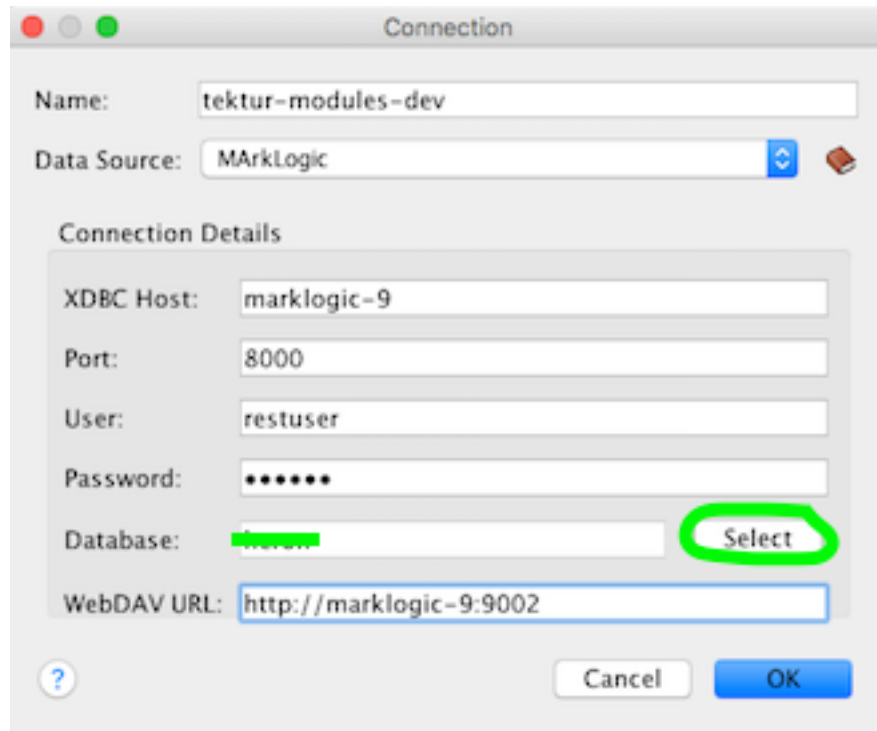 Connection
Name: tektur-modules-dev
Data Source: MArkLogic
Connection Details
XDBC Host: marklogic-9
Port: 8000
User: restuser
Password: ••••••
Database: Select
WebDAV URL: http://marklogic-9:9002
? Cancel OK